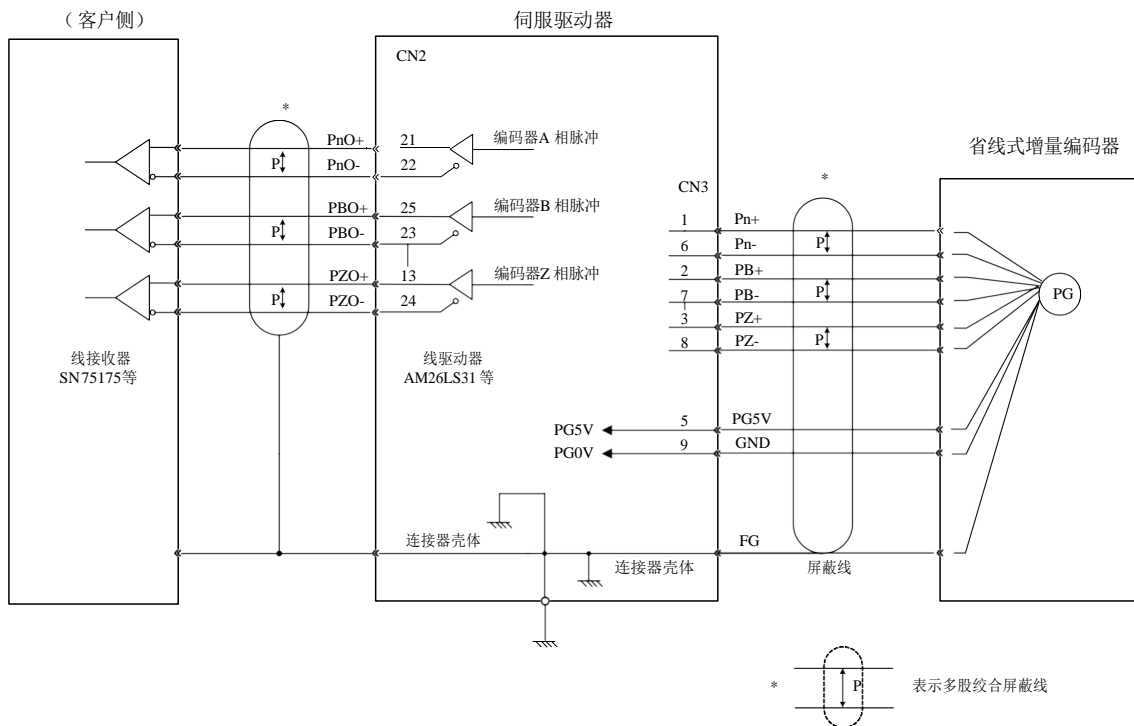 （客户侧）
伺服驱动器
CN2
*
PnO+ 21 编码器A 相脉冲
P
PnO- 22
PBO+ 25 编码器B 相脉冲
P
PBO- 23
PZO+ 13 编码器Z 相脉冲
P
PZO- 24
线接收器
SN75175等
线驱动器
AM26LS31 等
省线式增量编码器
*
CN3
1 Pn+
P
6 Pn-
2 PB+
P
7 PB-
3 PZ+
P
8 PZ-
PG
PG5V 5 PG5V
PG0V 9 GND
连接器壳体
FG
连接器壳体
屏蔽线
* P 表示多股绞合屏蔽线